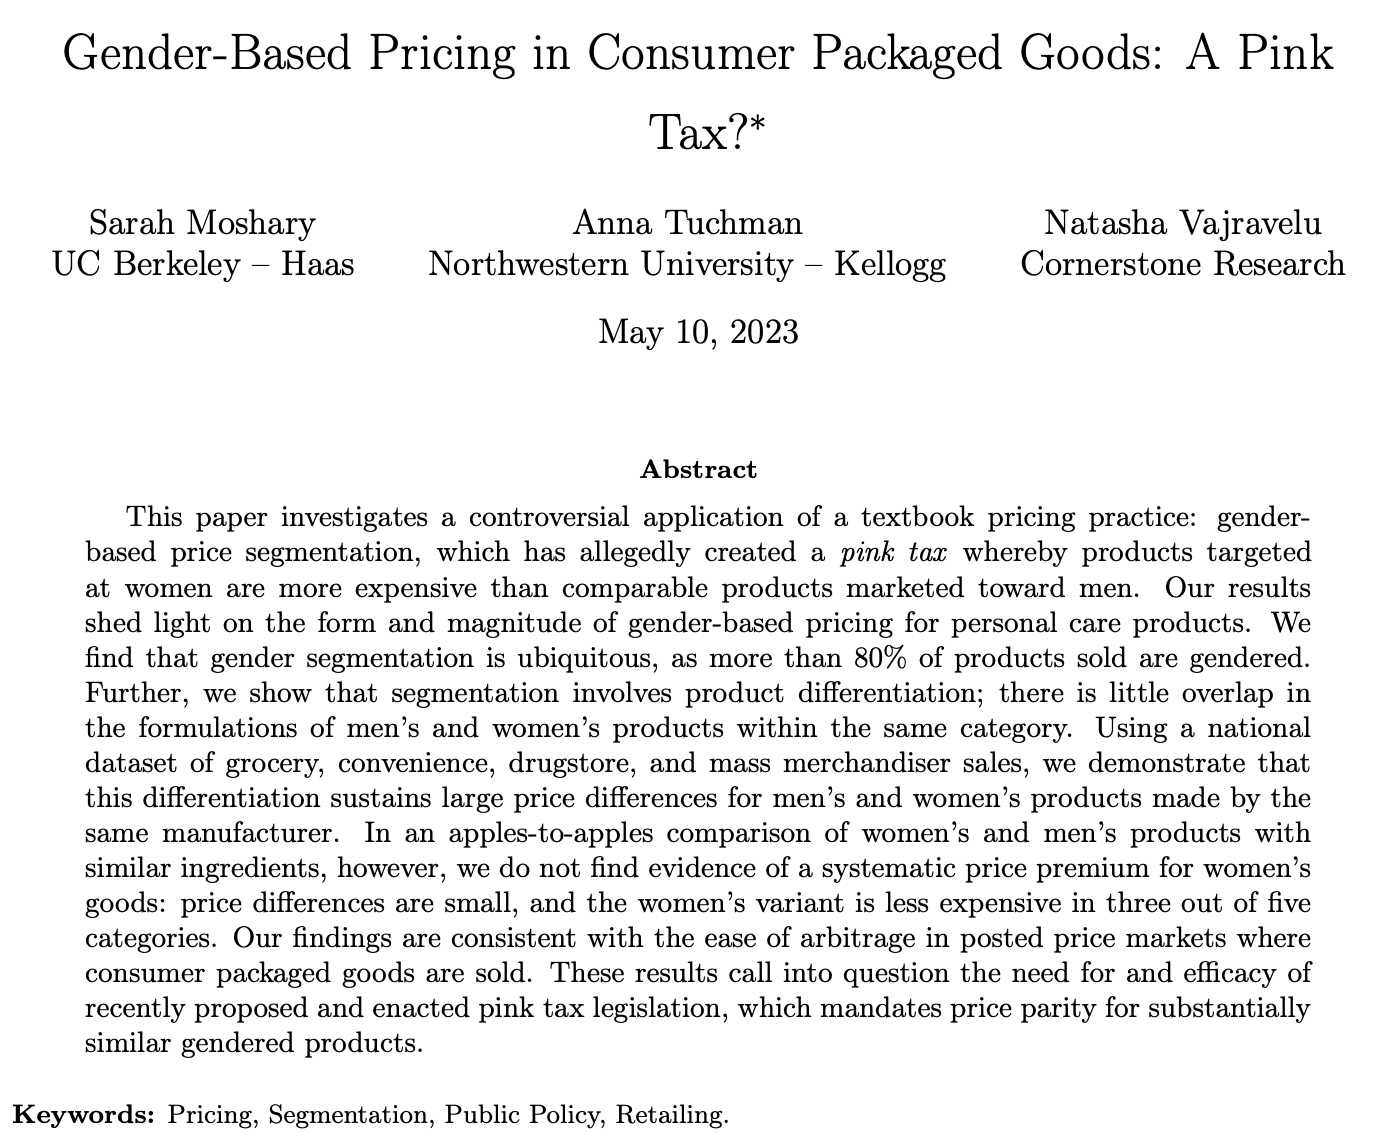 Gender-Based Pricing in Consumer Packaged Goods: A Pink
Tax?*
Sarah Moshary
UC Berkeley – Haas
Anna Tuchman
Northwestern University – Kellogg
Natasha Vajravelu
Cornerstone Research
May 10, 2023
Abstract
This paper investigates a controversial application of a textbook pricing practice: gender-
based price segmentation, which has allegedly created a pink tax whereby products targeted
at women are more expensive than comparable products marketed toward men. Our results
shed light on the form and magnitude of gender-based pricing for personal care products. We
find that gender segmentation is ubiquitous, as more than 80% of products sold are gendered.
Further, we show that segmentation involves product differentiation; there is little overlap in
the formulations of men's and women's products within the same category. Using a national
dataset of grocery, convenience, drugstore, and mass merchandiser sales, we demonstrate that
this differentiation sustains large price differences for men's and women's products made by the
same manufacturer. In an apples-to-apples comparison of women's and men's products with
similar ingredients, however, we do not find evidence of a systematic price premium for women's
goods: price differences are small, and the women's variant is less expensive in three out of five
categories. Our findings are consistent with the ease of arbitrage in posted price markets where
consumer packaged goods are sold. These results call into question the need for and efficacy of
recently proposed and enacted pink tax legislation, which mandates price parity for substantially
similar gendered products.
Keywords: Pricing, Segmentation, Public Policy, Retailing.